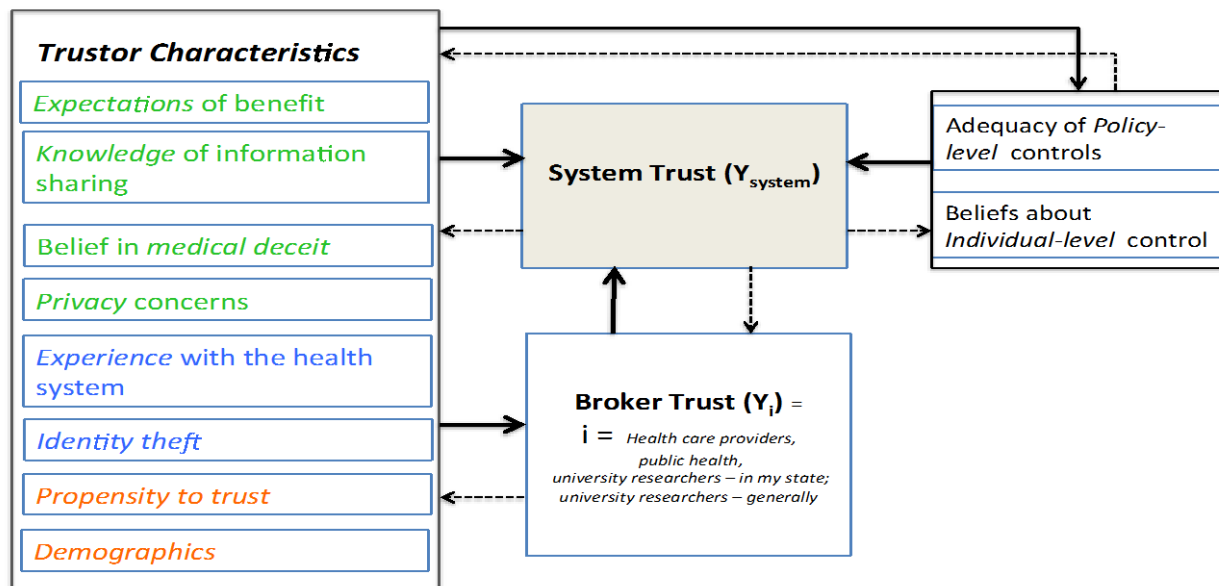 Trustor Characteristics
Expectations of benefit
Knowledge of information
sharing
Belief in medical deceit
Privacy concerns
Experience with the health
system
Identity theft
Propensity to trust
Demographics
System Trust (Ysystem)
Broker Trust (Yi) =
i = Health care providers,
public health,
university researchers – in my state;
university researchers – generally
Adequacy of Policy-
level controls
Beliefs about
Individual-level control